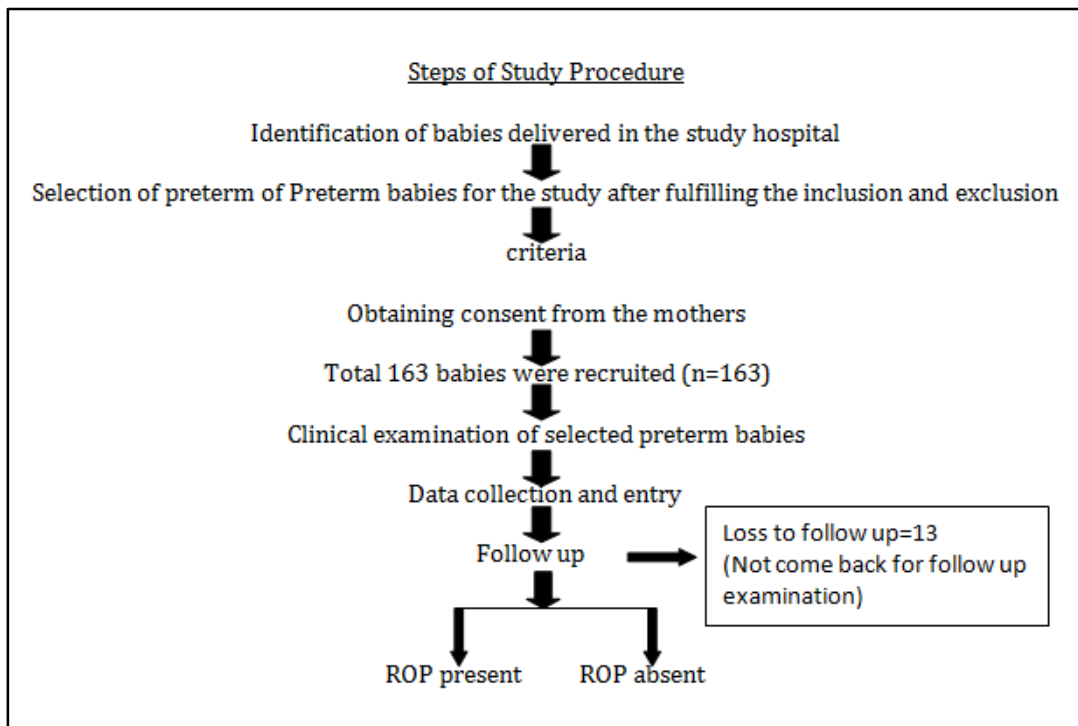 Steps of Study Procedure
Identification of babies delivered in the study hospital
Selection of preterm of Preterm babies for the study after fulfilling the inclusion and exclusion
criteria
Obtaining consent from the mothers
Total 163 babies were recruited (n=163)
Clinical examination of selected preterm babies
Data collection and entry
Follow up
Loss to follow up=13
(Not come back for follow up
examination)
ROP present
ROP absent